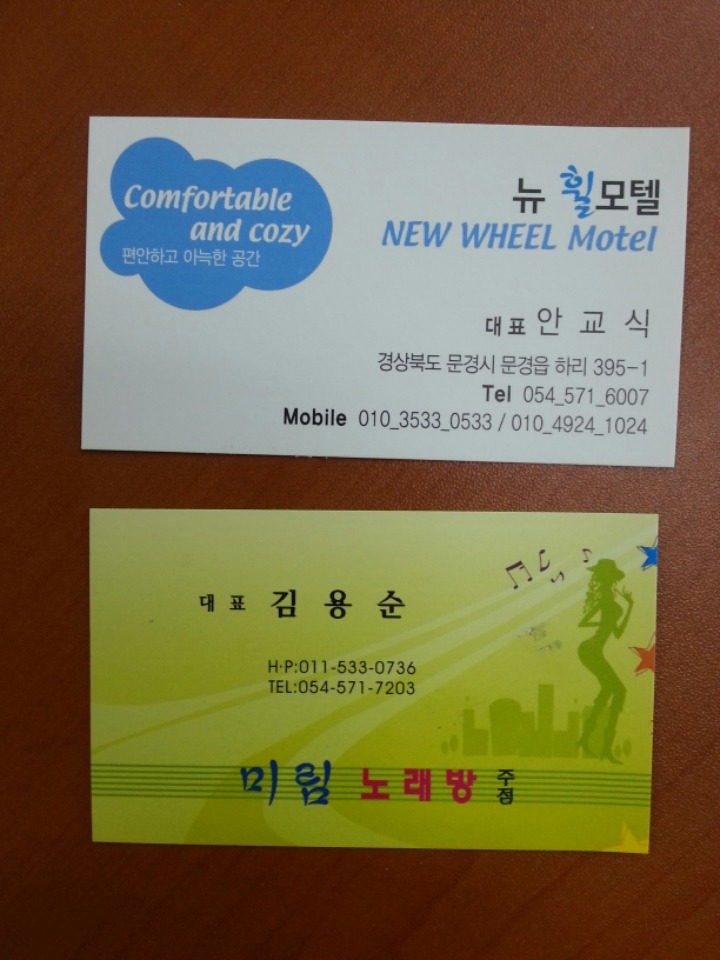 Comfortable
and cozy
편안하고 아늑한 공간
뉴 휠모텔
NEW WHEEL Motel
대표 안 교 식
경상북도 문경시 문경읍 하리 395-1
Tel 054_571_6007
Mobile 010_3533_0533 / 010_4924_1024
대 표 김 용 순
H·P:011-533-0736
TEL:054-571-7203
미림 노래방 주점